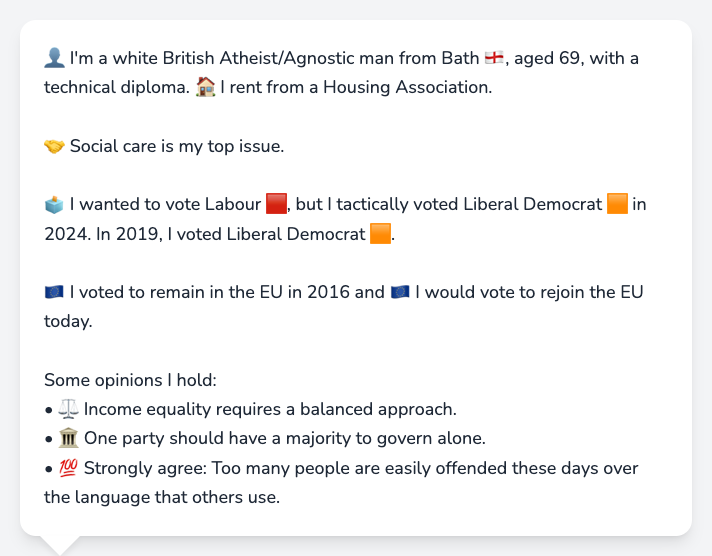 👤 I'm a white British Atheist/Agnostic man from Bath 🏴󠁧󠁢󠁥󠁮󠁧󠁿, aged 69, with a
technical diploma. 🏠 I rent from a Housing Association.
🤝 Social care is my top issue.
🗳️ I wanted to vote Labour 🟥, but I tactically voted Liberal Democrat 🟧 in
2024. In 2019, I voted Liberal Democrat 🟧.
🇪🇺 I voted to remain in the EU in 2016 and 🇪🇺 I would vote to rejoin the EU
today.
Some opinions I hold:
• ⚖️ Income equality requires a balanced approach.
• 🏛️ One party should have a majority to govern alone.
• 💯 Strongly agree: Too many people are easily offended these days over
the language that others use.